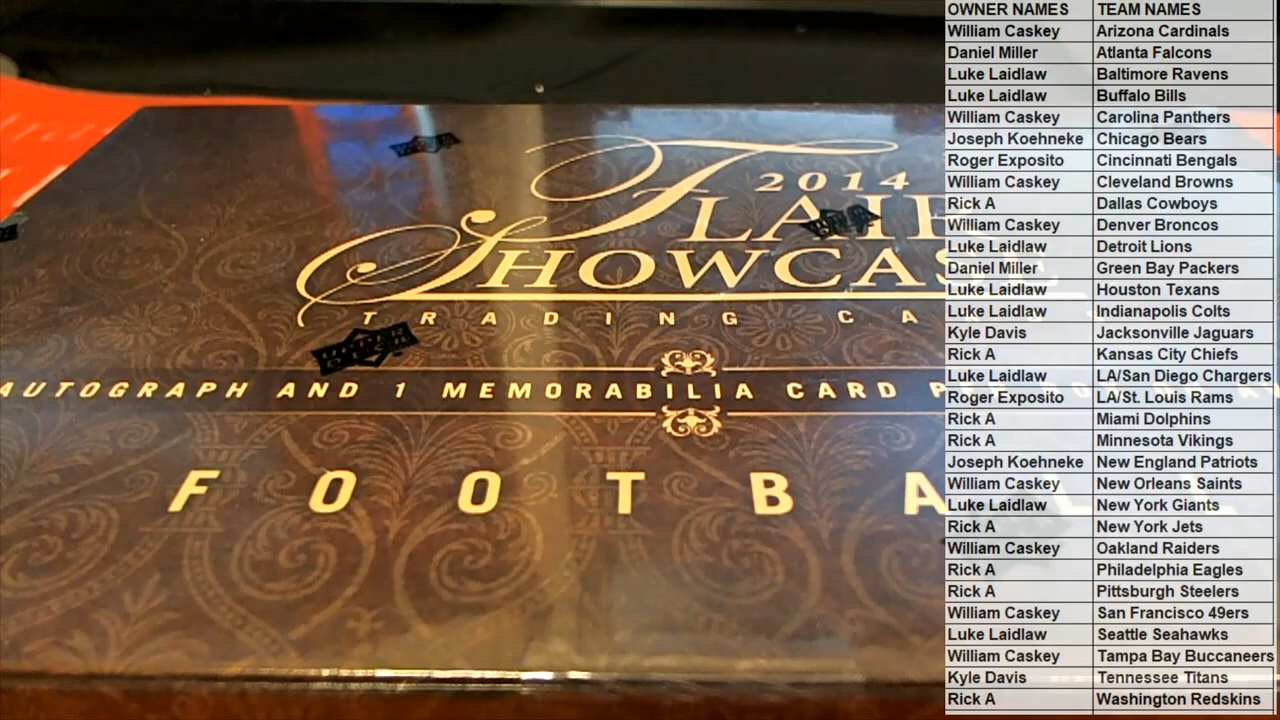 2014
FLAIR
SHOWCAS
TRADING CA
AUTOGRAPH AND 1 MEMORABILIA CARD P
FOOTBA
OWNER NAMES TEAM NAMES
William Caskey Arizona Cardinals
Daniel Miller Atlanta Falcons
Luke Laidlaw Baltimore Ravens
Luke Laidlaw Buffalo Bills
William Caskey Carolina Panthers
Joseph Koehneke Chicago Bears
Roger Exposito Cincinnati Bengals
William Caskey Cleveland Browns
Rick A Dallas Cowboys
William Caskey Denver Broncos
Luke Laidlaw Detroit Lions
Daniel Miller Green Bay Packers
Luke Laidlaw Houston Texans
Luke Laidlaw Indianapolis Colts
Kyle Davis Jacksonville Jaguars
Rick A Kansas City Chiefs
Luke Laidlaw LA/San Diego Chargers
Roger Exposito LA/St. Louis Rams
Rick A Miami Dolphins
Rick A Minnesota Vikings
Joseph Koehneke New England Patriots
William Caskey New Orleans Saints
Luke Laidlaw New York Giants
Rick A New York Jets
William Caskey Oakland Raiders
Rick A Philadelphia Eagles
Rick A Pittsburgh Steelers
William Caskey San Francisco 49ers
Luke Laidlaw Seattle Seahawks
William Caskey Tampa Bay Buccaneers
Kyle Davis Tennessee Titans
Rick A Washington Redskins